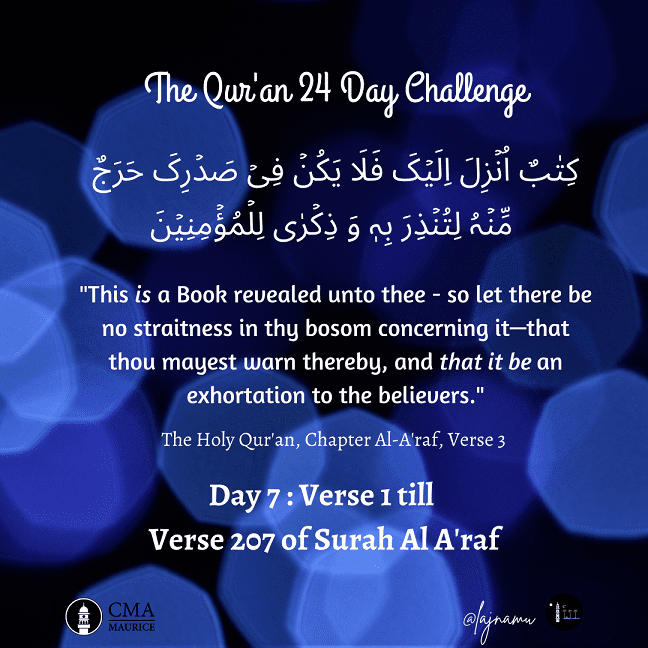 The Qur'an 24 Day Challenge
کِتٰبٌ اُنۡزِلَ اِلَیۡکَ فَلَا یَکُنۡ فِیۡ صَدۡرِکَ حَرَجٌ
مِّنۡہُ لِتُنۡذِرَ بِہٖ وَ ذِکۡرٰی لِلۡمُؤۡمِنِیۡنَ
"This is a Book revealed unto thee - so let there be
no straitness in thy bosom concerning it—that
thou mayest warn thereby, and that it be an
exhortation to the believers."
The Holy Qur'an, Chapter Al-A'raf, Verse 3
Day 7 : Verse 1 till
Verse 207 of Surah Al A'raf
CMA
MAURICE
@lajnamu